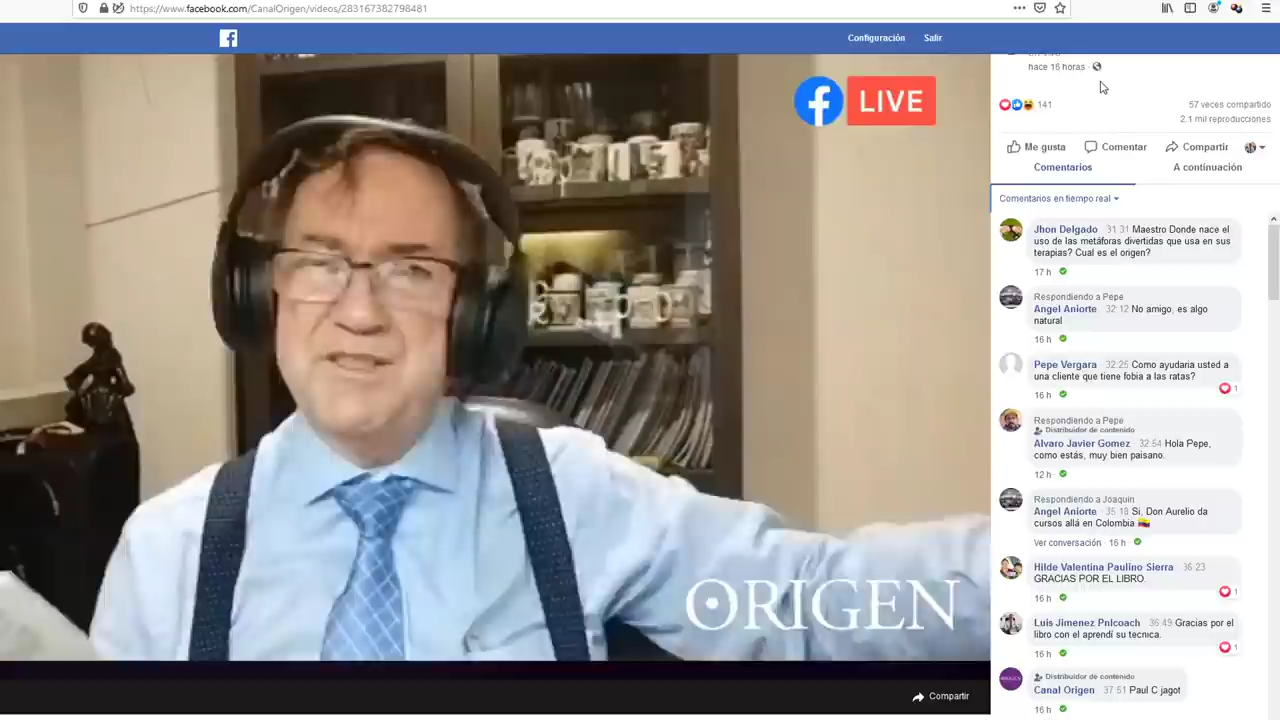 https://www.facebook.com/CanalOrigen/videos/283167382798481
Configuración
Salir
LIVE
ORIGEN
Compartir
hace 16 horas ·
141
57 veces compartido
2.1 mil reproducciones
Me gusta
Comentar
Compartir
Comentarios
A continuación
Comentarios en tiempo real
Jhon Delgado 31:31 Maestro Donde nace el
uso de las metáforas divertidas que usa en sus
terapias? Cual es el origen?
17 h
Respondiendo a Pepe
Angel Aniorte 32:12 No amigo, es algo
natural
16 h
Pepe Vergara 32:25 Como ayudaria usted a
una cliente que tiene fobia a las ratas?
1
16 h
Respondiendo a Pepe
Distribuidor de contenido
Alvaro Javier Gomez 32:54 Hola Pepe,
como estás, muy bien paisano.
12 h
Respondiendo a Joaquin
Angel Aniorte 35:18 Si, Don Aurelio da
cursos allá en Colombia
Ver conversación · 16 h
Hilde Valentina Paulino Sierra 36:23
GRACIAS POR EL LIBRO.
1
16 h
Luis Jimenez Pnlcoach 36:49 Gracias por el
libro con el aprendí su tecnica.
1
16 h
Distribuidor de contenido
Canal Origen 37:51 Paul C jagot
16 h